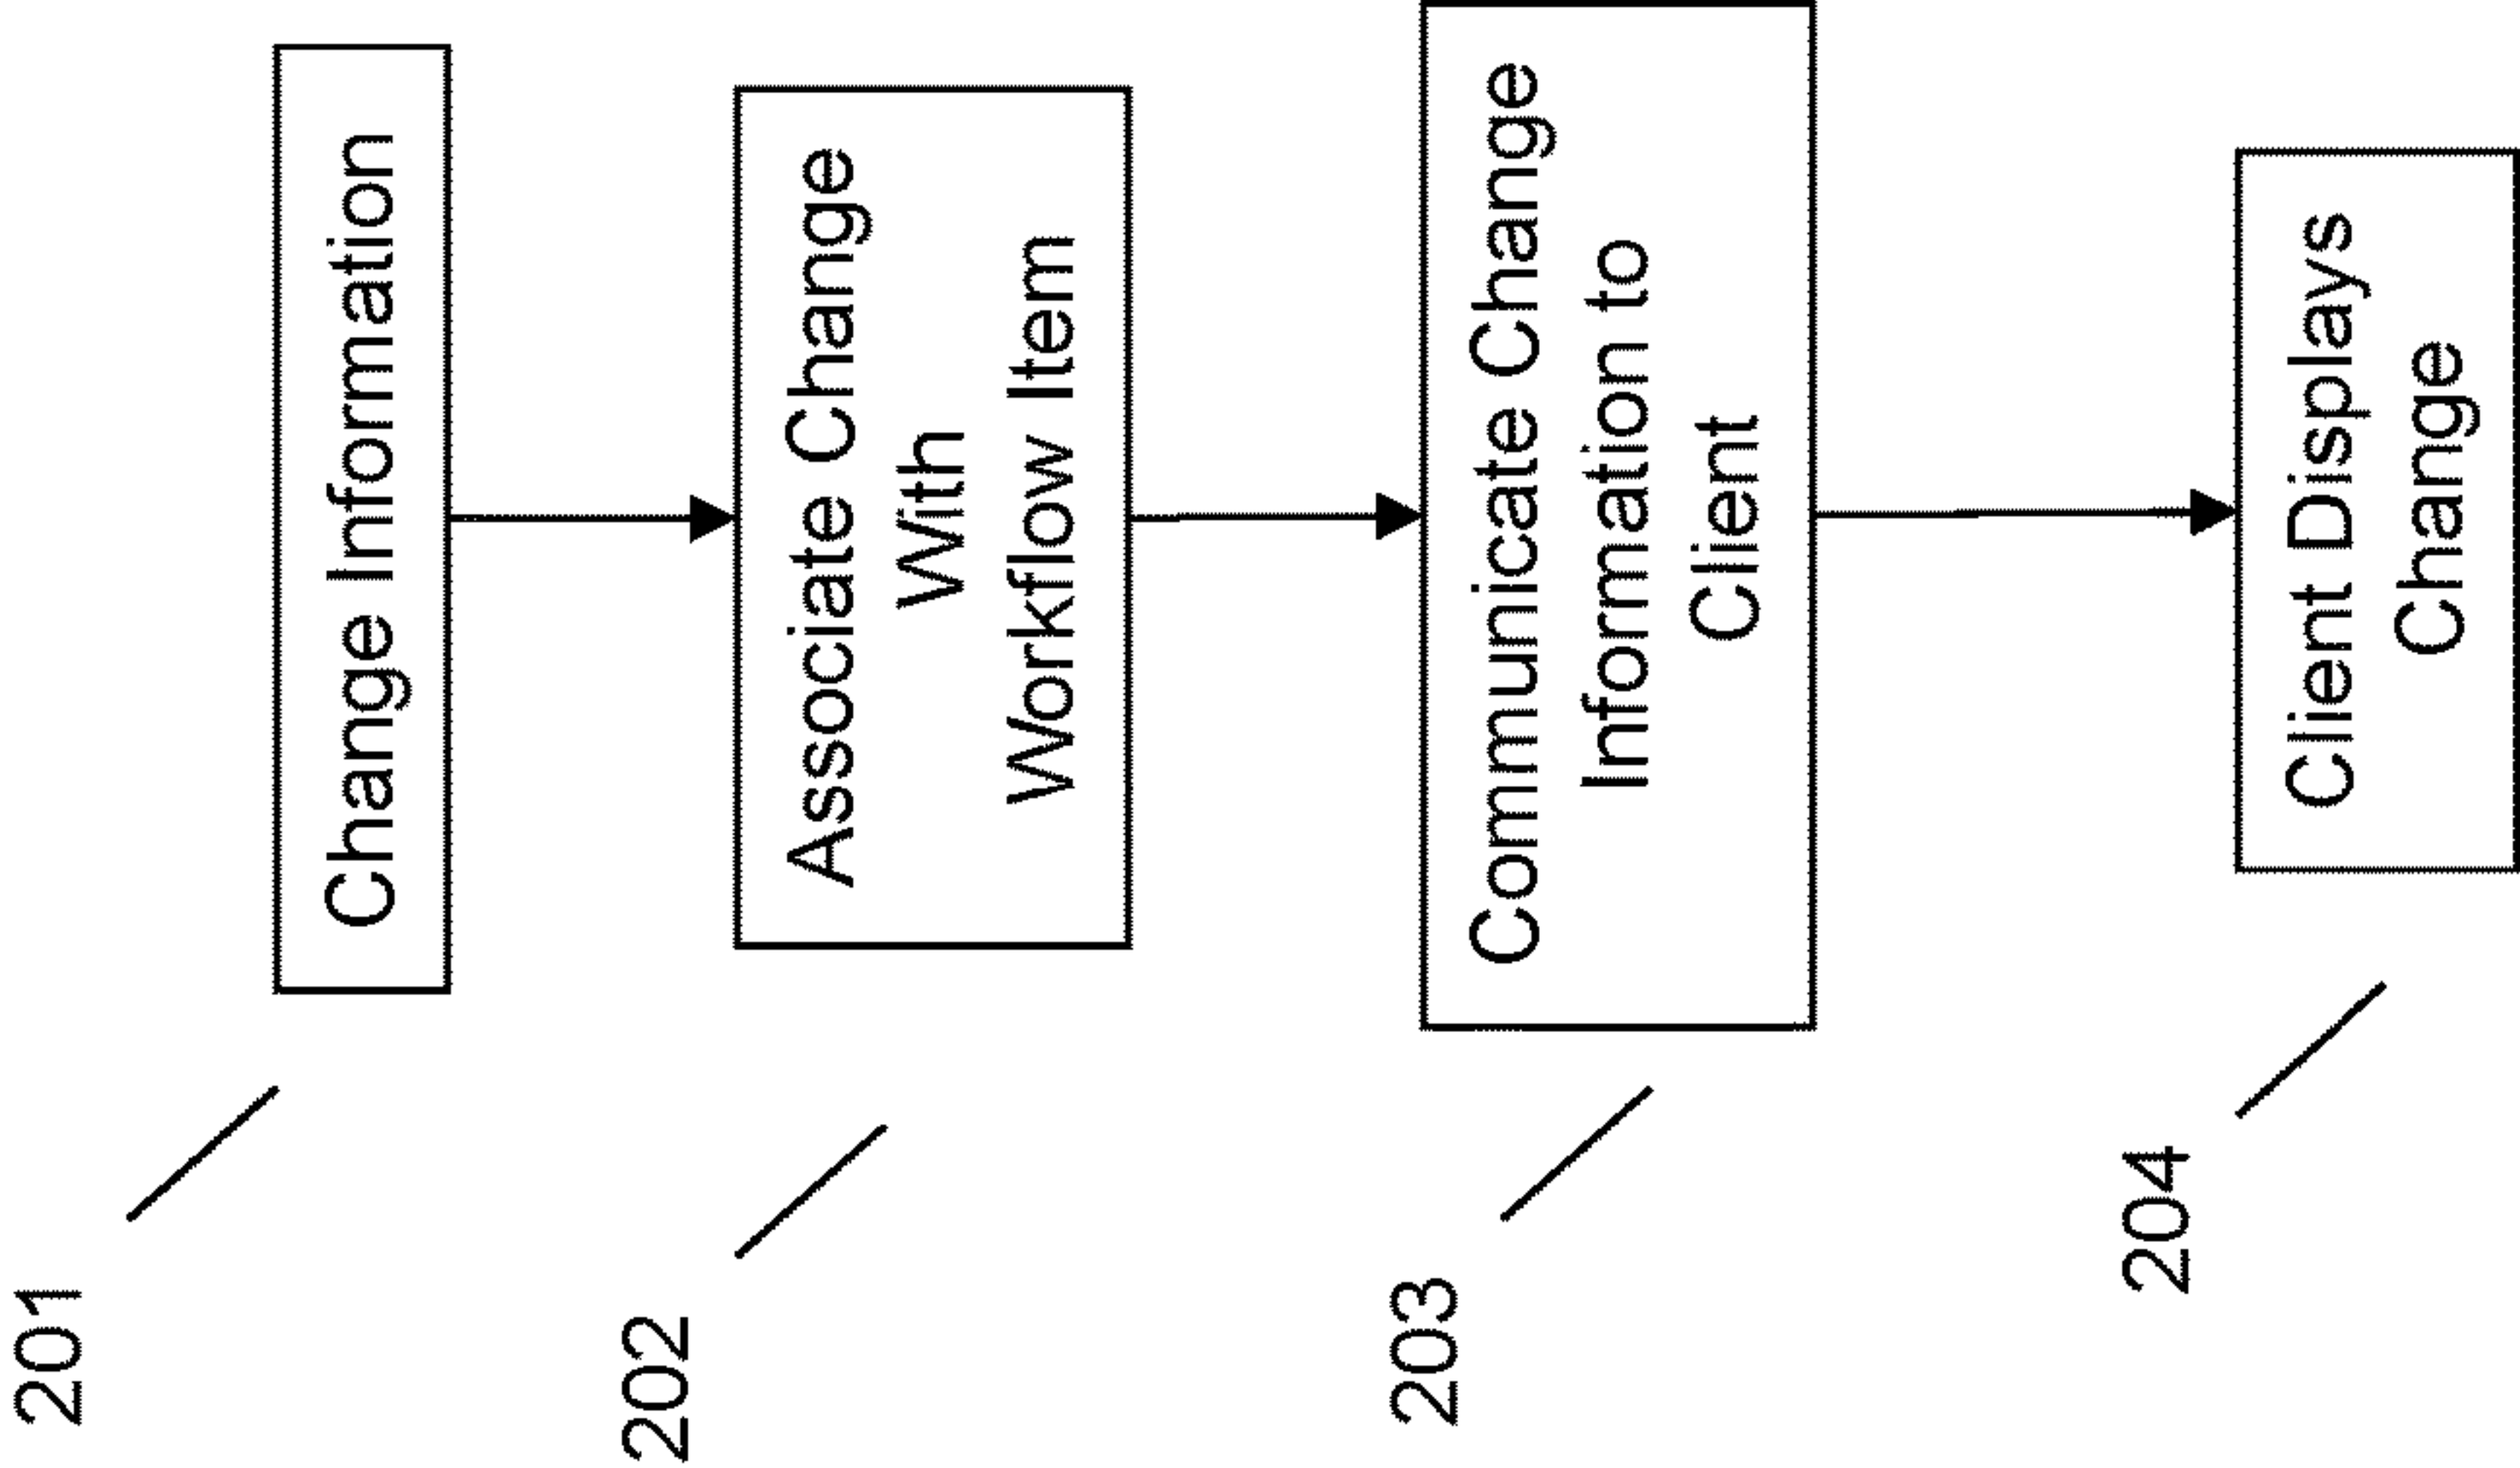 201
Change Information
202
Associate Change
With
Workflow Item
203
Communicate Change
Information to
Client
204
Client Displays
Change